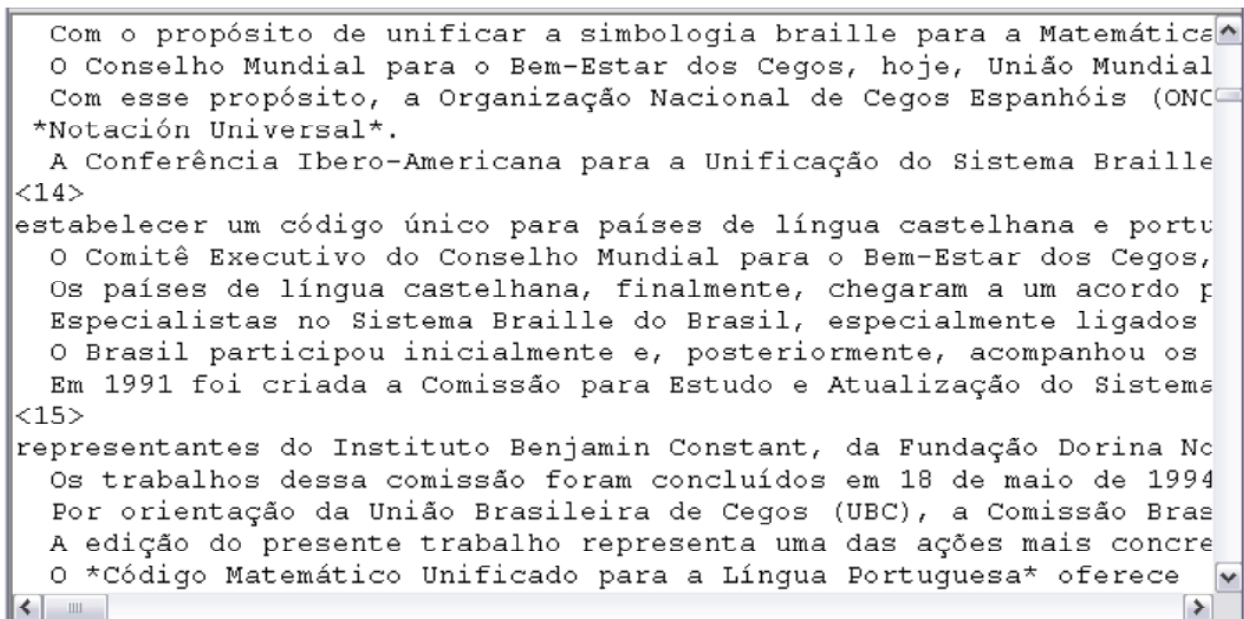 Com o propósito de unificar a simbologia braille para a Matemática
O Conselho Mundial para o Bem-Estar dos Cegos, hoje, União Mundial
Com esse propósito, a Organização Nacional de Cegos Espanhóis (ONC
*Notación Universal*.
A Conferência Ibero-Americana para a Unificação do Sistema Braille
<14>
estabelecer um código único para países de língua castelhana e portu
O Comitê Executivo do Conselho Mundial para o Bem-Estar dos Cegos,
Os países de língua castelhana, finalmente, chegaram a um acordo p
Especialistas no Sistema Braille do Brasil, especialmente ligados
O Brasil participou inicialmente e, posteriormente, acompanhou os
Em 1991 foi criada a Comissão para Estudo e Atualização do Sistema
<15>
representantes do Instituto Benjamin Constant, da Fundação Dorina No
Os trabalhos dessa comissão foram concluídos em 18 de maio de 1994
Por orientação da União Brasileira de Cegos (UBC), a Comissão Bras
A edição do presente trabalho representa uma das ações mais concre
O *Código Matemático Unificado para a Língua Portuguesa* oferece